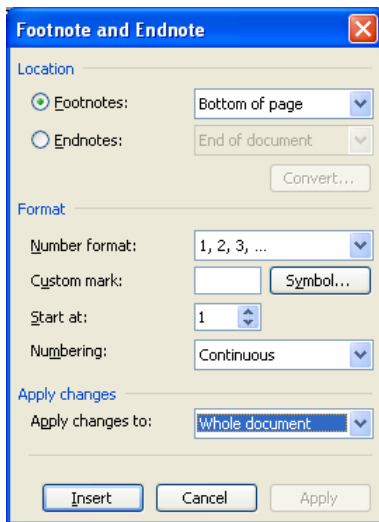 Footnote and Endnote
Location
Footnotes: Bottom of page
Endnotes: End of document
Convert...
Format
Number format: 1, 2, 3, ...
Custom mark: Symbol...
Start at: 1
Numbering: Continuous
Apply changes
Apply changes to: Whole document
Insert Cancel Apply